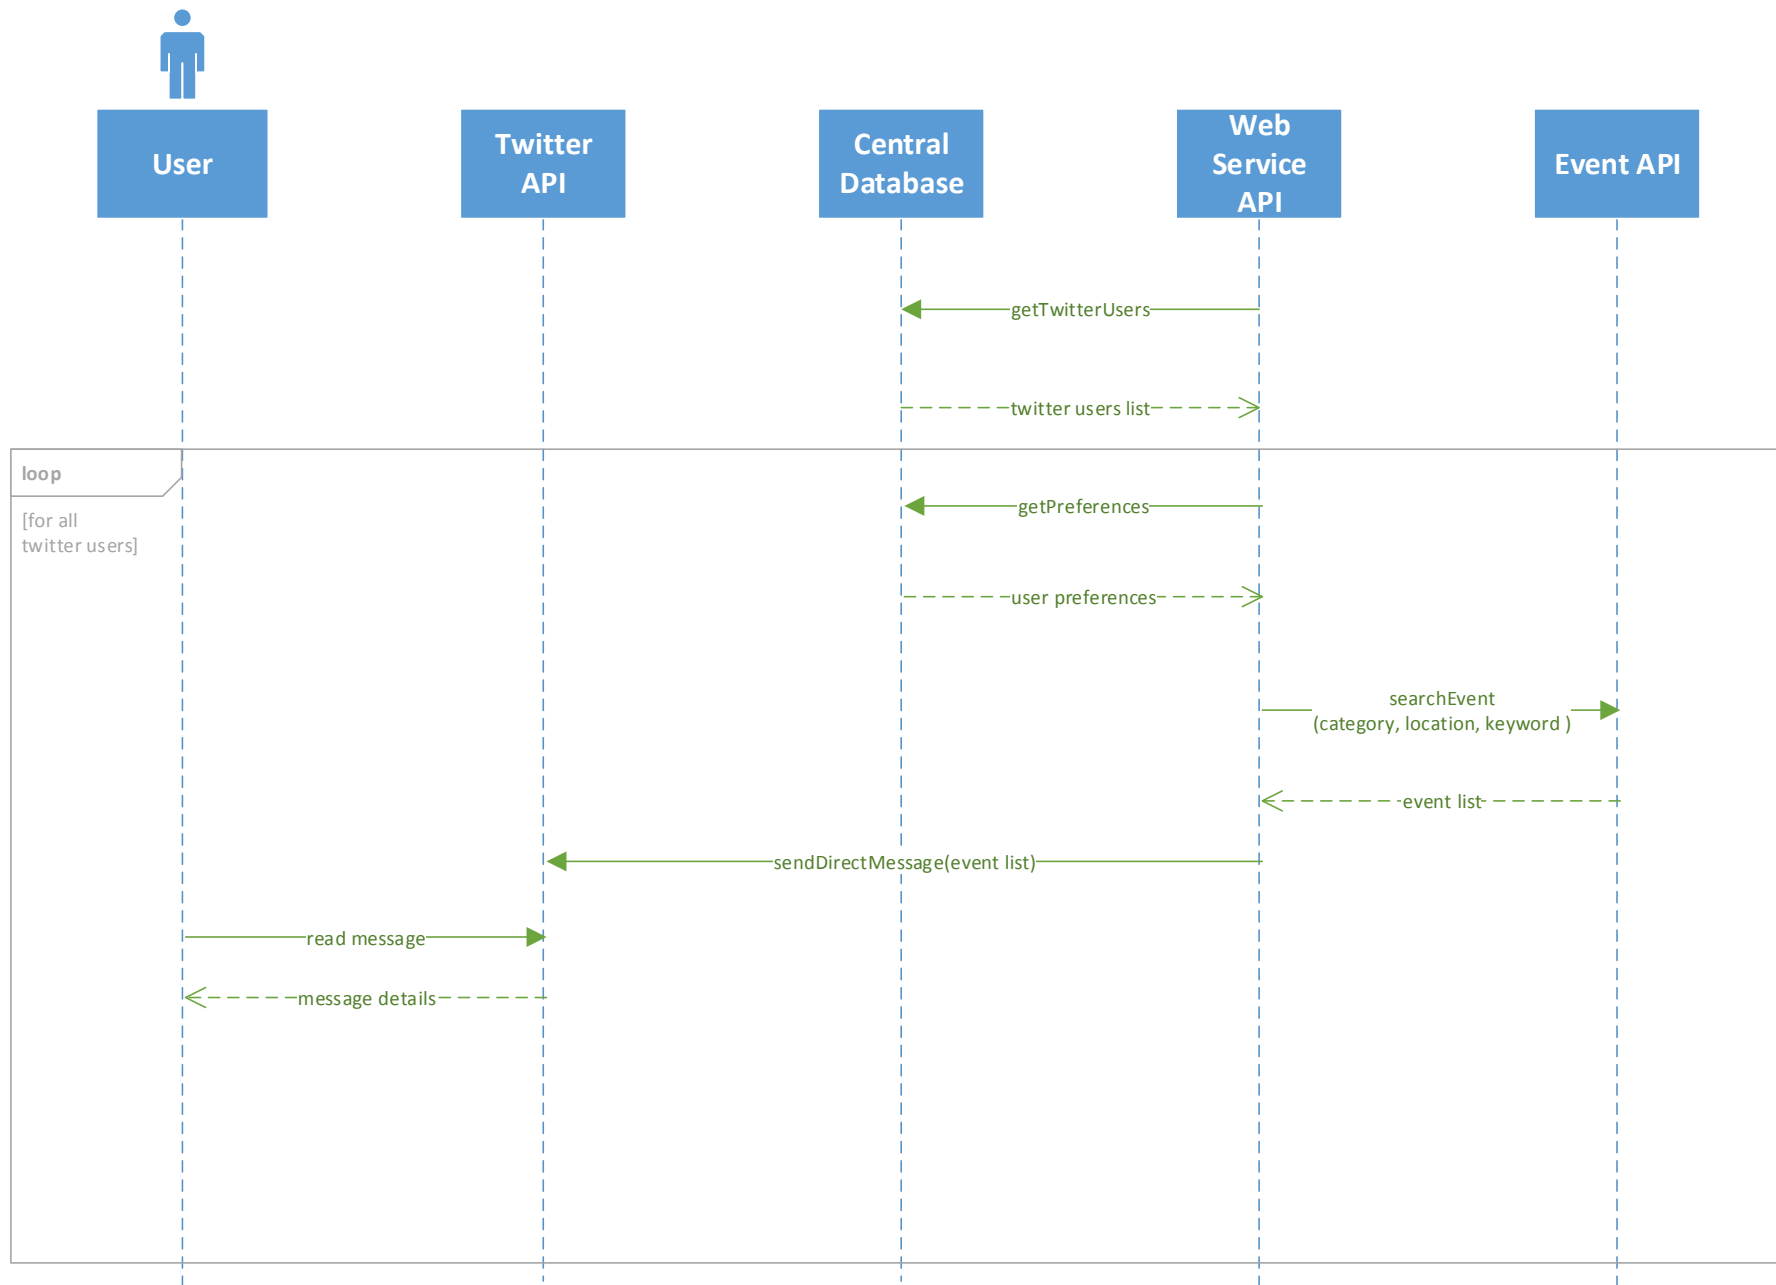 User
Twitter
API
Central
Database
Web
Service
API
Event API
getTwitterUsers
twitter users list
loop
[for all
twitter users]
getPreferences
user preferences
searchEvent
(category, location, keyword )
event list
sendDirectMessage(event list)
read message
message details